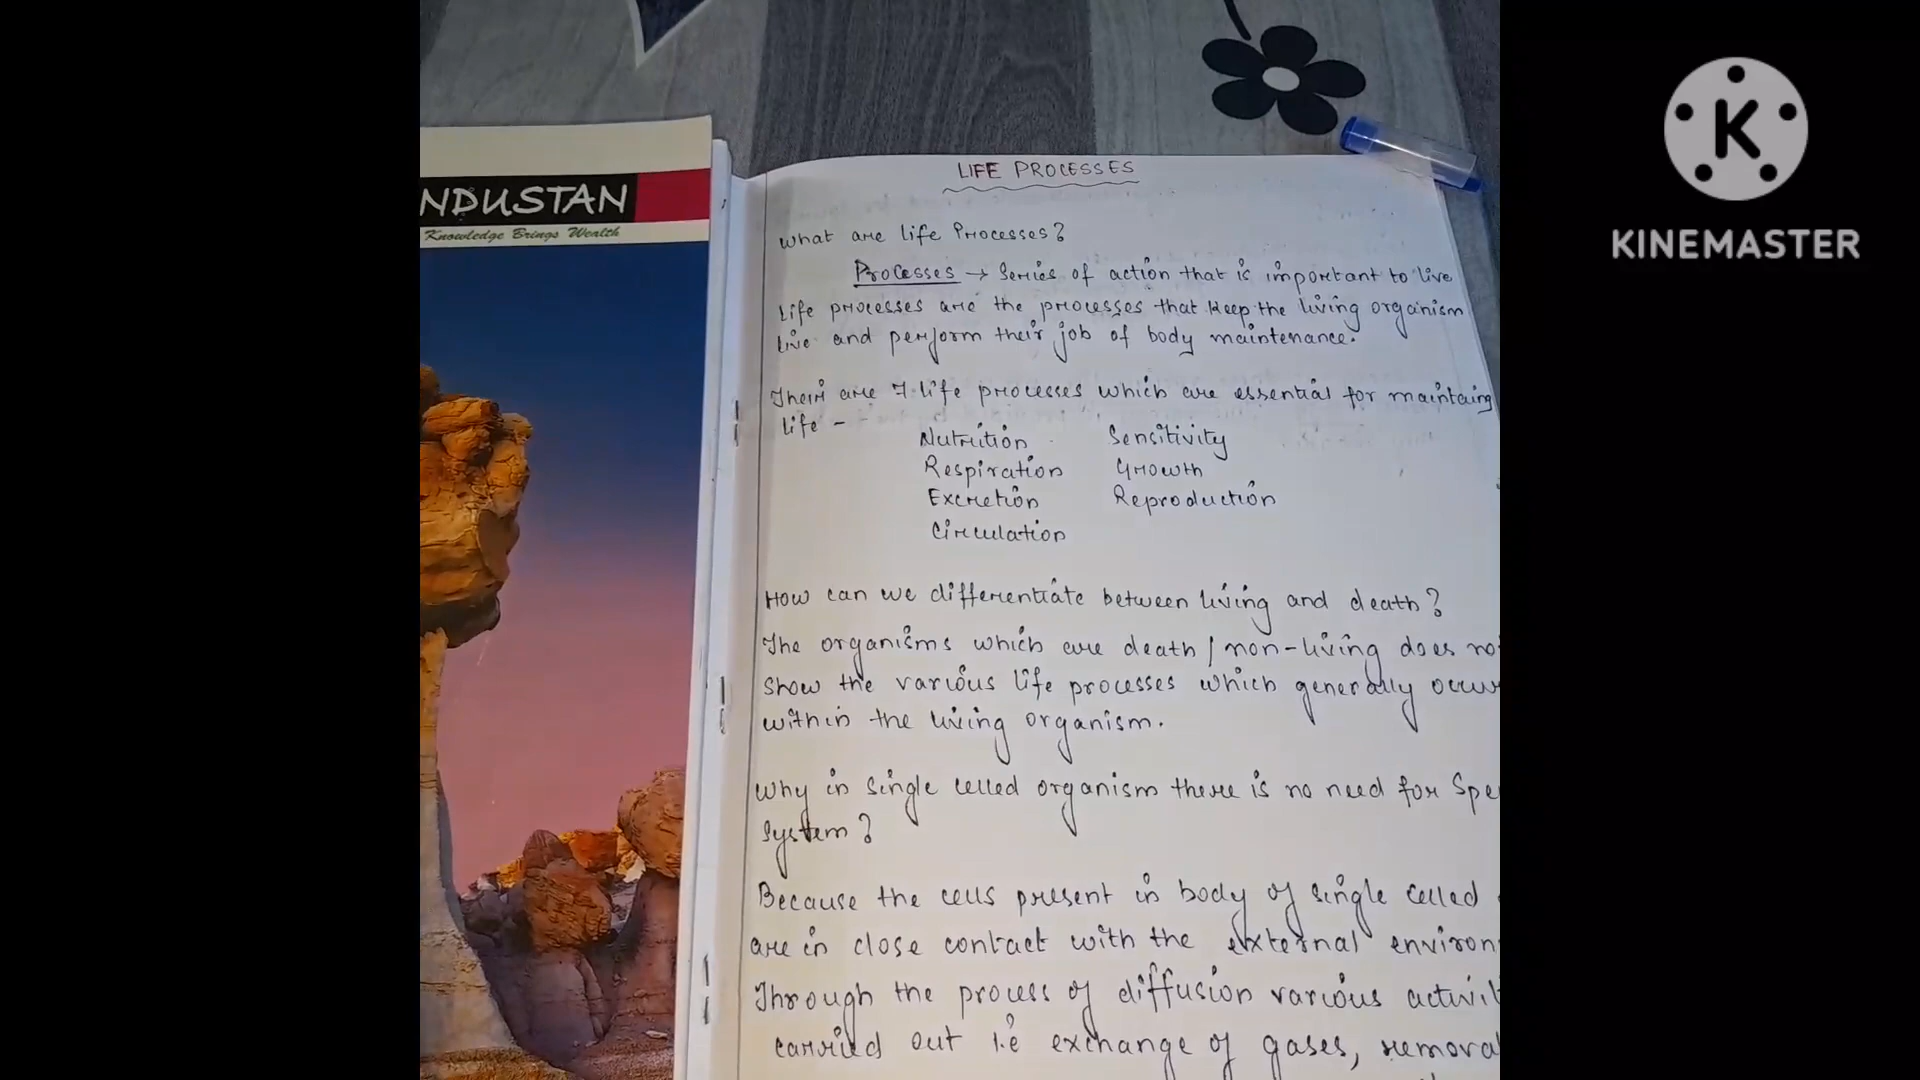 NDUSTAN
Knowledge Brings Wealth
KINEMASTER
LIFE PROCESSES
What are life Processes?
Processes → Series of action that is important to live
Life processes are the processes that keep the living organism
live and perform their job of body maintenance.
Their are 7 life processes which are essential for maintaing
life -
Nutrition Sensitivity
Respiration Growth
Excretion Reproduction
Circulation
How can we differentiate between living and death?
The organisms which are death / non-living does no
show the various life processes which generally occur
within the living organism.
Why in single celled organism there is no need for Spe
system?
Because the cells present in body of single celled
are in close contact with the external environ
Through the process of diffusion various activi
carried out i.e exchange of gases, remova